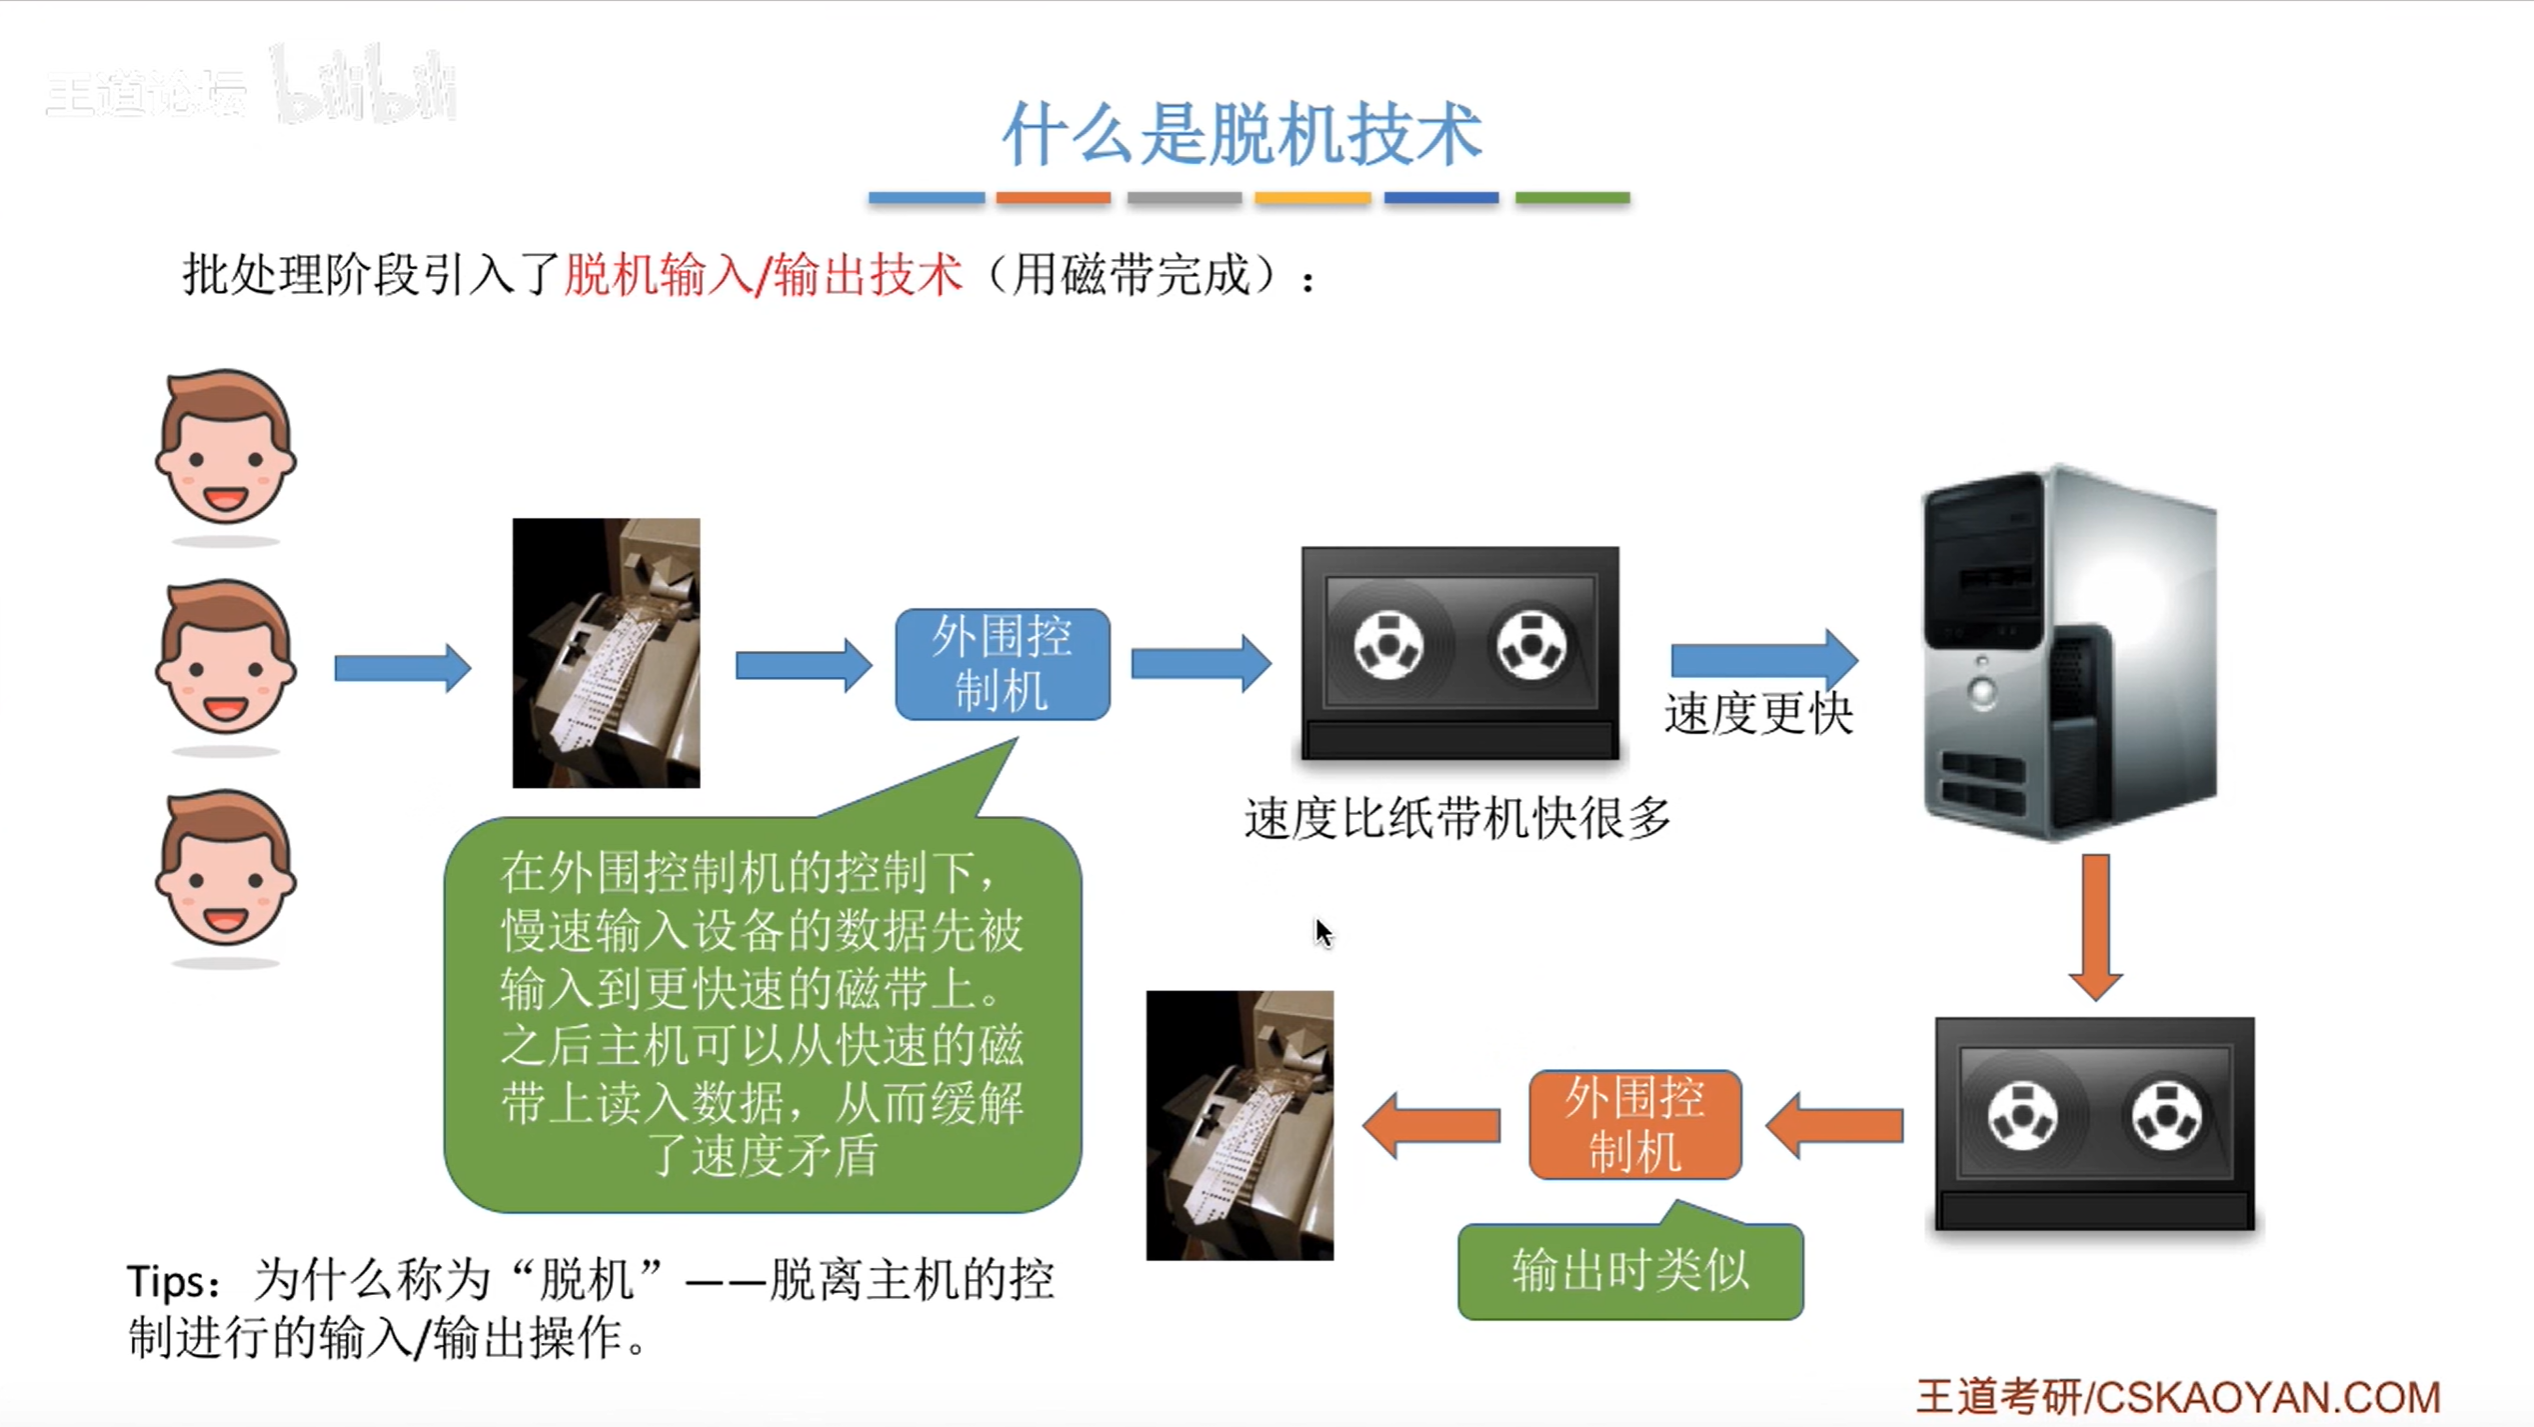 王道论坛 bilibili
什么是脱机技术
批处理阶段引入了脱机输入/输出技术（用磁带完成）：
外围控
制机
速度更快
速度比纸带机快很多
在外围控制机的控制下，
慢速输入设备的数据先被
输入到更快速的磁带上。
之后主机可以从快速的磁
带上读入数据，从而缓解
了速度矛盾
外围控
制机
输出时类似
Tips：为什么称为“脱机”——脱离主机的控
制进行的输入/输出操作。
王道考研/CSKAOYAN.COM